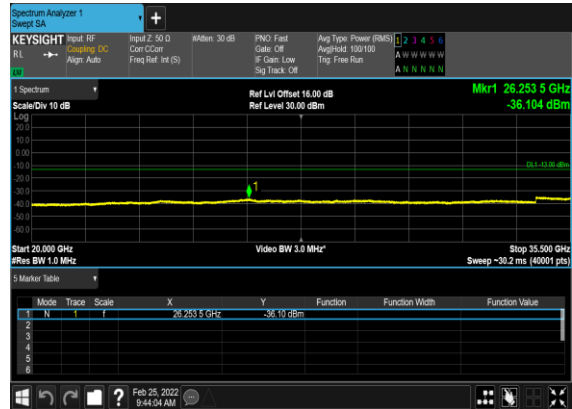 Spectrum Analyzer 1
Swept SA
KEYSIGHT Input: RF Input Z: 50 Ω #Atten: 30 dB PNO: Fast Avg Type: Power (RMS) 1 2 3 4 5 6
RL Coupling: DC Corr CCorr Gate: Off Avg|Hold: 100/100 A W W W W W
Align: Auto Freq Ref: Int (S) IF Gain: Low Trig: Free Run
Sig Track: Off A N N N N N
1 Spectrum Ref Lvl Offset 16.00 dB Mkr1 26.253 5 GHz
Scale/Div 10 dB Ref Level 30.00 dBm -36.104 dBm
Log
20.0
10.0
0.00
-10.0 DL1 -13.00 dBm
-20.0
-30.0 1
-40.0
-50.0
-60.0
Start 20.000 GHz Video BW 3.0 MHz* Stop 35.500 GHz
#Res BW 1.0 MHz Sweep ~30.2 ms (40001 pts)
5 Marker Table
Mode Trace Scale X Y Function Function Width Function Value
1 N 1 f 26.253 5 GHz -36.10 dBm
2
3
4
5
6
Feb 25, 2022
9:44:04 AM